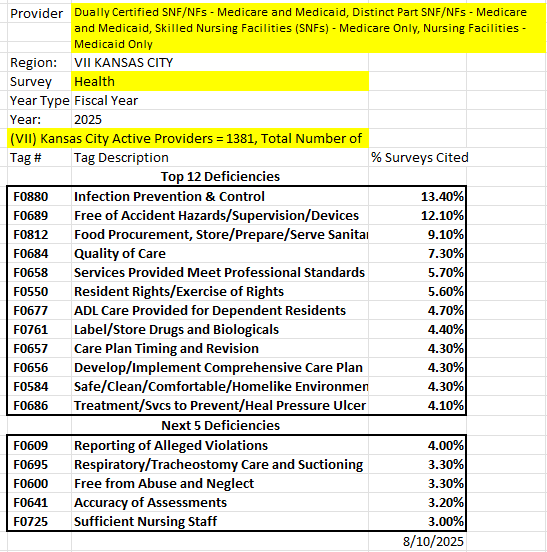 Provider Dually Certified SNF/NFs - Medicare and Medicaid, Distinct Part SNF/NFs - Medicare
and Medicaid, Skilled Nursing Facilities (SNFs) - Medicare Only, Nursing Facilities -
Medicaid Only
Region: VII KANSAS CITY
Survey Health
Year Type Fiscal Year
Year: 2025
(VII) Kansas City Active Providers = 1381, Total Number of
Tag # Tag Description % Surveys Cited
Top 12 Deficiencies
F0880 Infection Prevention & Control 13.40%
F0689 Free of Accident Hazards/Supervision/Devices 12.10%
F0812 Food Procurement, Store/Prepare/Serve Sanitar 9.10%
F0684 Quality of Care 7.30%
F0658 Services Provided Meet Professional Standards 5.70%
F0550 Resident Rights/Exercise of Rights 5.60%
F0677 ADL Care Provided for Dependent Residents 4.70%
F0761 Label/Store Drugs and Biologicals 4.40%
F0657 Care Plan Timing and Revision 4.30%
F0656 Develop/Implement Comprehensive Care Plan 4.30%
F0584 Safe/Clean/Comfortable/Homelike Environmen 4.30%
F0686 Treatment/Svcs to Prevent/Heal Pressure Ulcer 4.10%
Next 5 Deficiencies
F0609 Reporting of Alleged Violations 4.00%
F0695 Respiratory/Tracheostomy Care and Suctioning 3.30%
F0600 Free from Abuse and Neglect 3.30%
F0641 Accuracy of Assessments 3.20%
F0725 Sufficient Nursing Staff 3.00%
8/10/2025